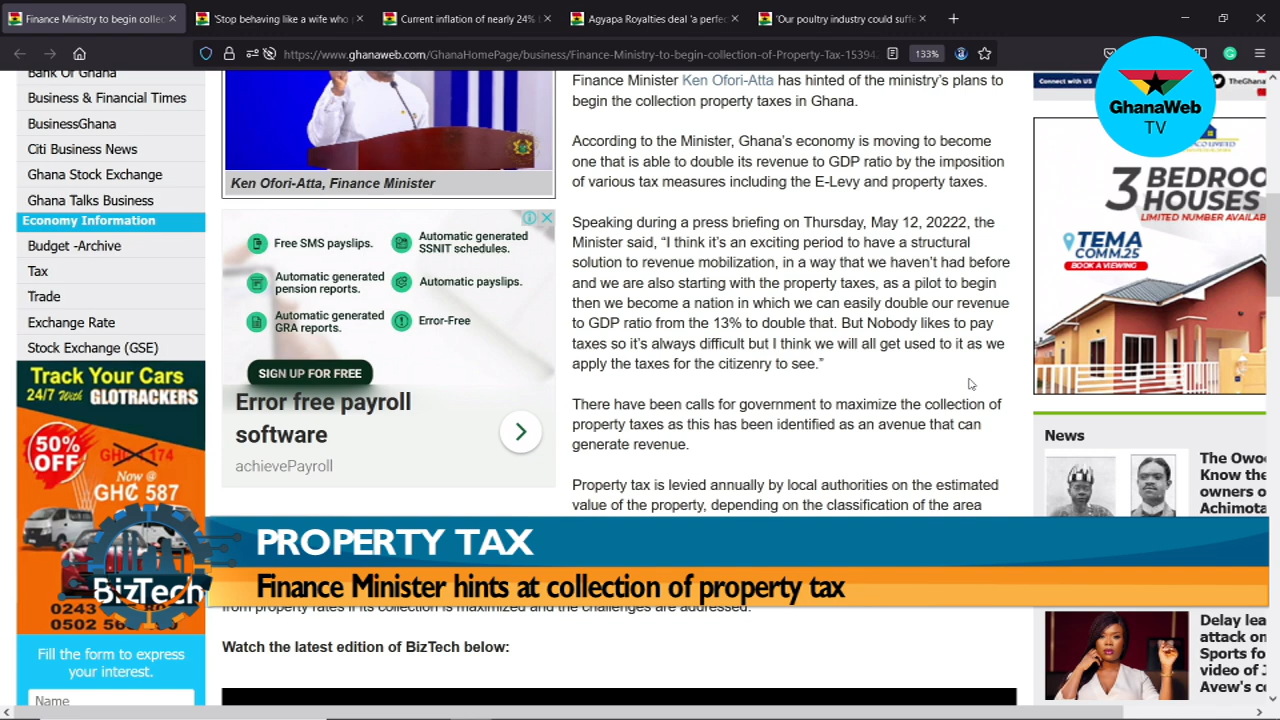 Finance Ministry to begin collec
'Stop behaving like a wife who
Current inflation of nearly 24%
Agyapa Royalties deal 'a perfec
'Our poultry industry could suffe
https://www.ghanaweb.com/GhanaHomePage/business/Finance-Ministry-to-begin-collection-of-Property-Tax-15394
133%
Bank Of Ghana
Business & Financial Times
BusinessGhana
Citi Business News
Ghana Stock Exchange
Ghana Talks Business
Economy Information
Budget -Archive
Tax
Trade
Exchange Rate
Stock Exchange (GSE)
Track Your Cars
24/7 With GLOTRACKERS
50%
OFF
Now @
GH₵ 587
0243
Fill the form to express
your interest.
Name
Ken Ofori-Atta, Finance Minister
Free SMS payslips.
Automatic generated
SSNIT schedules.
Automatic generated
pension reports.
Automatic payslips.
Automatic generated
GRA reports.
Error-Free
SIGN UP FOR FREE
Error free payroll
software
achievePayroll
Finance Minister Ken Ofori-Atta has hinted of the ministry's plans to
begin the collection property taxes in Ghana.
According to the Minister, Ghana's economy is moving to become
one that is able to double its revenue to GDP ratio by the imposition
of various tax measures including the E-Levy and property taxes.
Speaking during a press briefing on Thursday, May 12, 20222, the
Minister said, “I think it's an exciting period to have a structural
solution to revenue mobilization, in a way that we haven't had before
and we are also starting with the property taxes, as a pilot to begin
then we become a nation in which we can easily double our revenue
to GDP ratio from the 13% to double that. But Nobody likes to pay
taxes so it's always difficult but I think we will all get used to it as we
apply the taxes for the citizenry to see.”
There have been calls for government to maximize the collection of
property taxes as this has been identified as an avenue that can
generate revenue.
Property tax is levied annually by local authorities on the estimated
value of the property, depending on the classification of the area
PROPERTY TAX
Finance Minister hints at collection of property tax
BizTech
from property rates if its collection is maximized and the challenges are addressed.
Watch the latest edition of BizTech below:
GhanaWeb
TV
Connect with US
TheGhana
3 BEDROO
HOUSES
LIMITED NUMBER AVAILAB
TEMA
COMM.25
BOOK A VIEWING
News
The Owoo
Know the
owners o
Achimota
Delay lea
attack on
Sports fo
video of J
Avew's c